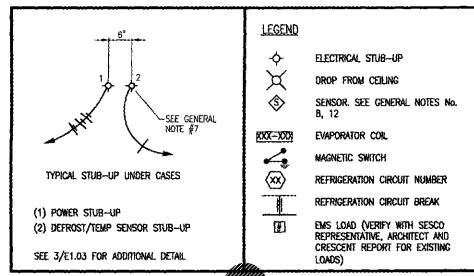 6"
1
2
SEE GENERAL
NOTE #7
TYPICAL STUB-UP UNDER CASES
(1) POWER STUB-UP
(2) DEFROST/TEMP SENSOR STUB-UP
SEE 3/E1.03 FOR ADDITIONAL DETAIL
LEGEND
ELECTRICAL STUB-UP
DROP FROM CEILING
S
SENSOR. SEE GENERAL NOTES No.
8, 12
XXX-XXX
EVAPORATOR COIL
MAGNETIC SWITCH
XX
REFRIGERATION CIRCUIT NUMBER
REFRIGERATION CIRCUIT BREAK
EMS LOAD (VERIFY WITH SESCO
REPRESENTATIVE, ARCHITECT AND
CRESCENT REPORT FOR EXISTING
LOADS)